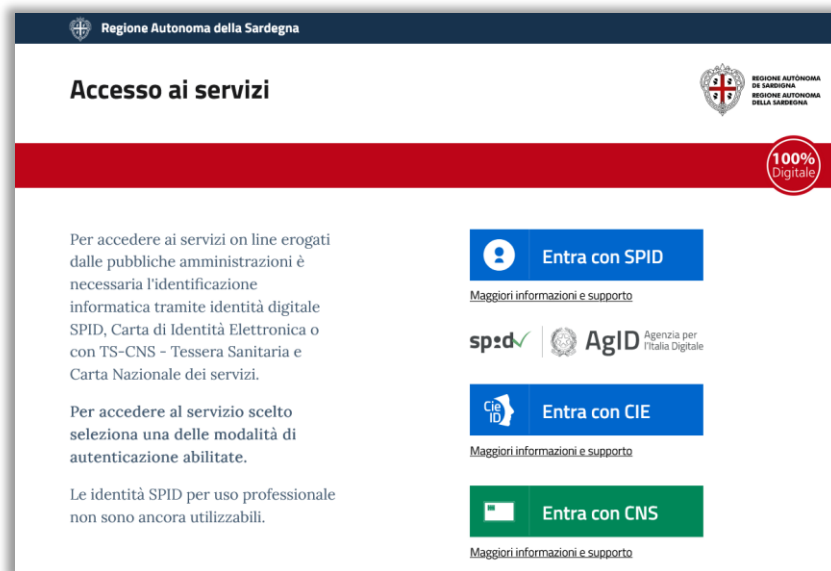 Regione Autonoma della Sardegna
Accesso ai servizi
REGIONE AUTÒNOMA
DE SARDIGNA
REGIONE AUTONOMA
DELLA SARDEGNA
100%
Digitale
Per accedere ai servizi on line erogati
dalle pubbliche amministrazioni è
necessaria l'identificazione
informatica tramite identità digitale
SPID, Carta di Identità Elettronica o
con TS-CNS - Tessera Sanitaria e
Carta Nazionale dei servizi.
Per accedere al servizio scelto
seleziona una delle modalità di
autenticazione abilitate.
Le identità SPID per uso professionale
non sono ancora utilizzabili.
Entra con SPID
Maggiori informazioni e supporto
spid
AgID Agenzia per
l'Italia Digitale
Cie
ID
Entra con CIE
Maggiori informazioni e supporto
Entra con CNS
Maggiori informazioni e supporto